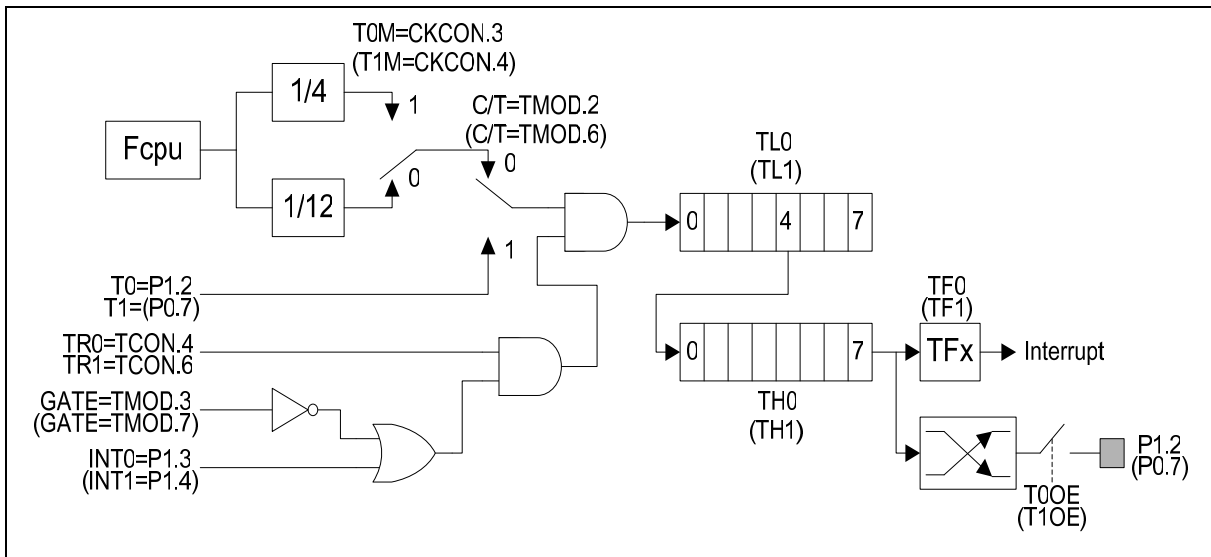 T0M=CKCON.3
(T1M=CKCON.4)
1/4
1
C/T=TMOD.2
(C/T=TMOD.6)
Fcpu
0
0
1/12
TL0
(TL1)
0 4 7
1
T0=P1.2
T1=(P0.7)
TR0=TCON.4
TR1=TCON.6
TF0
(TF1)
0 7
TFx
Interrupt
GATE=TMOD.3
(GATE=TMOD.7)
TH0
(TH1)
INT0=P1.3
(INT1=P1.4)
P1.2
(P0.7)
T0OE
(T1OE)